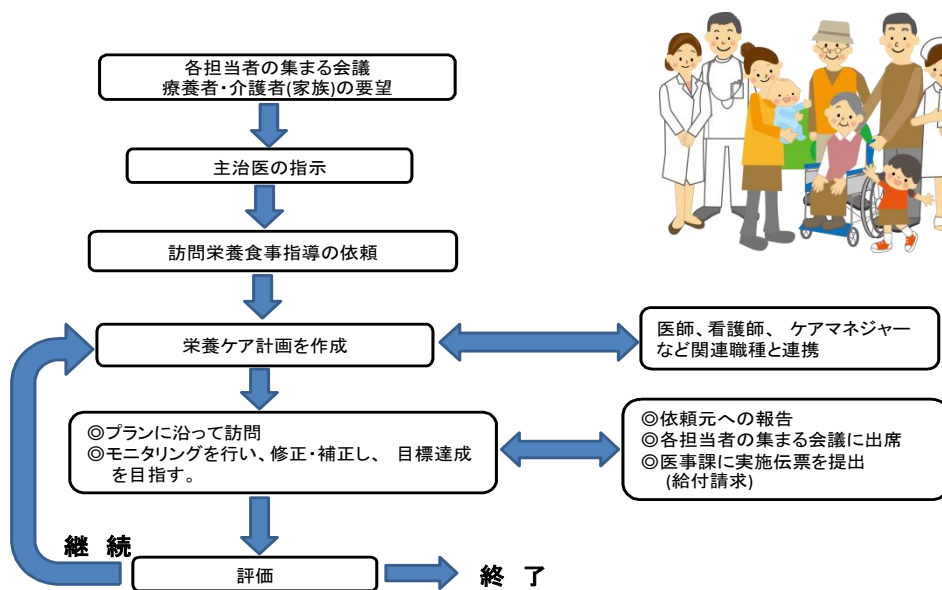 各担当者の集まる会議
療養者・介護者(家族)の要望
主治医の指示
訪問栄養食事指導の依頼
栄養ケア計画を作成
医師、看護師、 ケアマネジャー
など関連職種と連携
◎プランに沿って訪問
◎モニタリングを行い、修正・補正し、 目標達成
を目指す。
◎依頼元への報告
◎各担当者の集まる会議に出席
◎医事課に実施伝票を提出
(給付請求)
継 続
評価
終 了